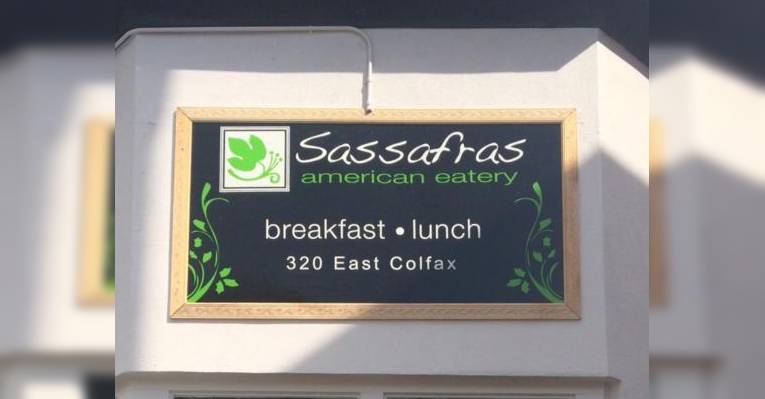 Sassafras
american eatery
breakfast • lunch
320 East Colfax